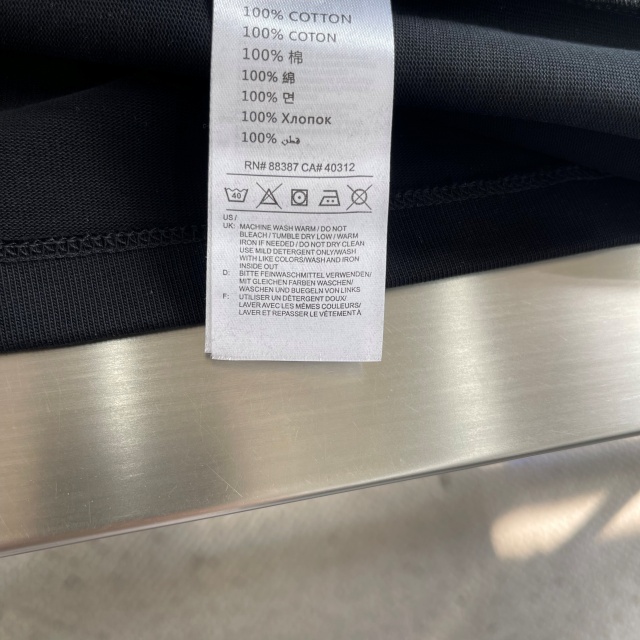 100% COTTON
100% COTON
100% 棉
100% 綿
100% 면
100% Хлопок
100% قطن
RN# 88387 CA# 40312
40
US /
UK: MACHINE WASH WARM / DO NOT
BLEACH / TUMBLE DRY LOW / WARM
IRON IF NEEDED / DO NOT DRY CLEAN
USE MILD DETERGENT ONLY/WASH
WITH LIKE COLORS/WASH AND IRON
INSIDE OUT
D: BITTE FEINWASCHMITTEL VERWENDEN/
MIT GLEICHEN FARBEN WASCHEN/
WASCHEN UND BUEGELN VON LINKS
F: UTILISER UN DÉTERGENT DOUX/
LAVER AVEC LES MÊMES COULEURS/
LAVER ET REPASSER LE VÊTEMENT À